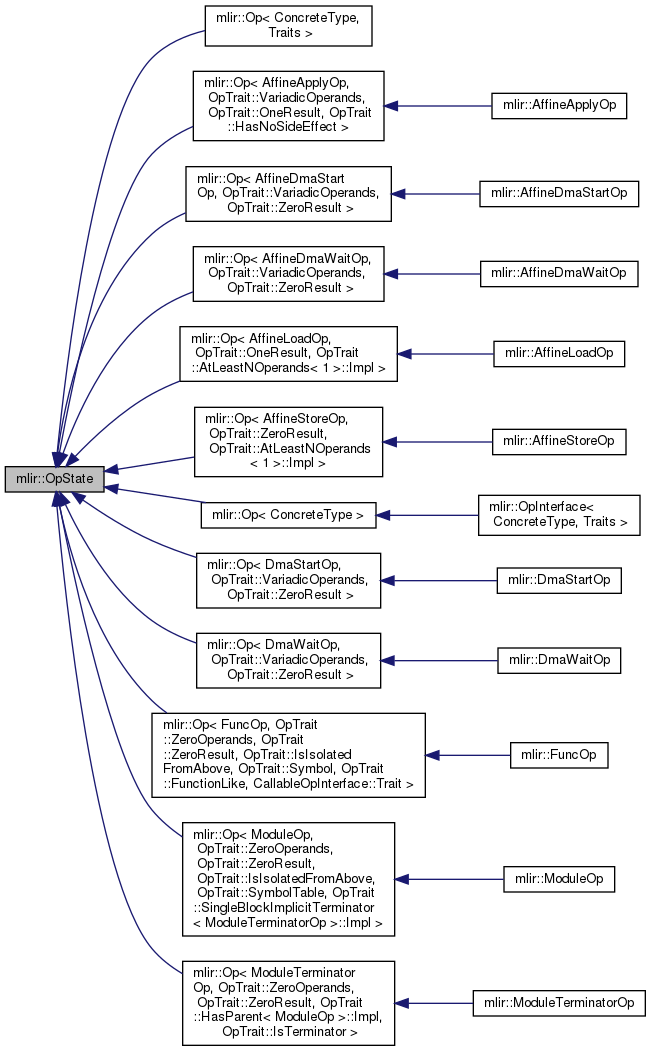 mlir::Op< ConcreteType,
Traits >
mlir::Op< AffineApplyOp,
OpTrait::VariadicOperands,
OpTrait::OneResult, OpTrait
::HasNoSideEffect >
mlir::AffineApplyOp
mlir::Op< AffineDmaStart
Op, OpTrait::VariadicOperands,
OpTrait::ZeroResult >
mlir::AffineDmaStartOp
mlir::Op< AffineDmaWaitOp,
OpTrait::VariadicOperands,
OpTrait::ZeroResult >
mlir::AffineDmaWaitOp
mlir::Op< AffineLoadOp,
OpTrait::OneResult, OpTrait
::AtLeastNOperands< 1 >::Impl >
mlir::AffineLoadOp
mlir::Op< AffineStoreOp,
OpTrait::ZeroResult,
OpTrait::AtLeastNOperands
< 1 >::Impl >
mlir::AffineStoreOp
mlir::OpState
mlir::Op< ConcreteType >
mlir::OpInterface<
ConcreteType, Traits >
mlir::Op< DmaStartOp,
OpTrait::VariadicOperands,
OpTrait::ZeroResult >
mlir::DmaStartOp
mlir::Op< DmaWaitOp,
OpTrait::VariadicOperands,
OpTrait::ZeroResult >
mlir::DmaWaitOp
mlir::Op< FuncOp, OpTrait
::ZeroOperands, OpTrait
::ZeroResult, OpTrait::IsIsolated
FromAbove, OpTrait::Symbol, OpTrait
::FunctionLike, CallableOpInterface::Trait >
mlir::FuncOp
mlir::Op< ModuleOp,
OpTrait::ZeroOperands,
OpTrait::ZeroResult,
OpTrait::IsIsolatedFromAbove,
OpTrait::SymbolTable, OpTrait
::SingleBlockImplicitTerminator
< ModuleTerminatorOp >::Impl >
mlir::ModuleOp
mlir::Op< ModuleTerminator
Op, OpTrait::ZeroOperands,
OpTrait::ZeroResult, OpTrait
::HasParent< ModuleOp >::Impl,
OpTrait::IsTerminator >
mlir::ModuleTerminatorOp